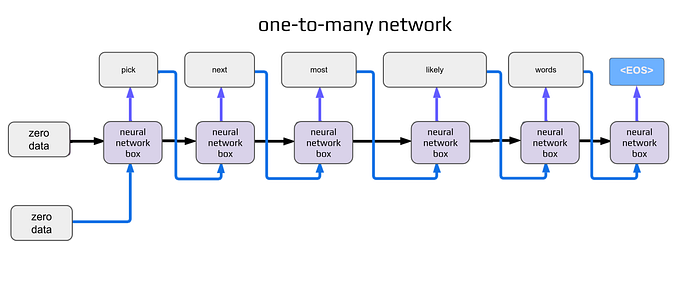 one-to-many network
pick
next
most
likely
words
<EOS>
zero
data
neural
network
box
neural
network
box
neural
network
box
neural
network
box
neural
network
box
neural
network
box
zero
data